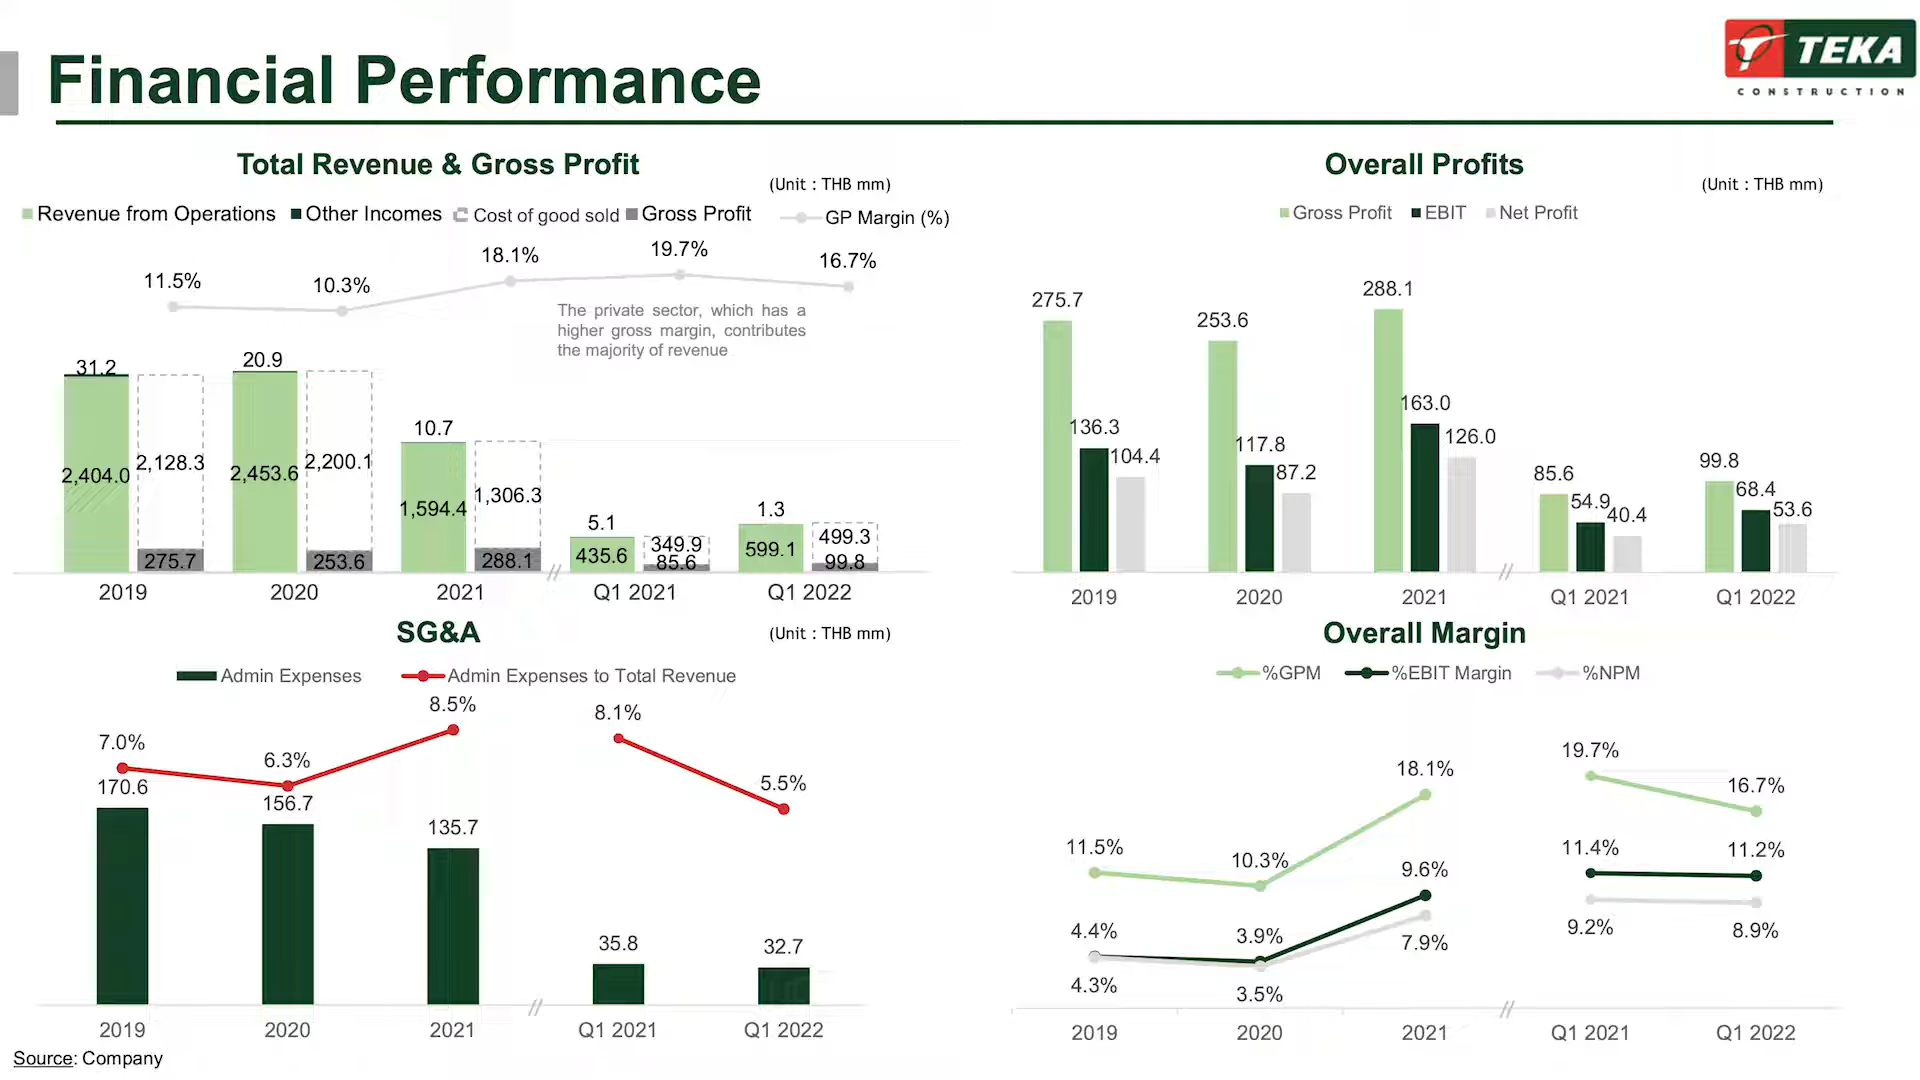 Financial Performance
TEKA
CONSTRUCTION
Total Revenue & Gross Profit
(Unit : THB mm)
Revenue from Operations Other Incomes Cost of good sold Gross Profit GP Margin (%)
11.5% 10.3% 18.1% 19.7% 16.7%
The private sector, which has a
higher gross margin, contributes
the majority of revenue
31.2 20.9 10.7 5.1 1.3
2,404.0 2,128.3 2,453.6 2,200.1 1,594.4 1,306.3 435.6 349.9 599.1 499.3
275.7 253.6 288.1 85.6 99.8
2019 2020 2021 Q1 2021 Q1 2022
Overall Profits
(Unit : THB mm)
Gross Profit EBIT Net Profit
275.7 253.6 288.1 85.6 99.8
136.3 117.8 163.0 54.9 68.4
104.4 87.2 126.0 40.4 53.6
2019 2020 2021 Q1 2021 Q1 2022
SG&A
(Unit : THB mm)
Admin Expenses Admin Expenses to Total Revenue
7.0% 6.3% 8.5% 8.1% 5.5%
170.6 156.7 135.7 35.8 32.7
2019 2020 2021 Q1 2021 Q1 2022
Overall Margin
%GPM %EBIT Margin %NPM
11.5% 10.3% 18.1% 19.7% 16.7%
4.4% 3.9% 9.6% 11.4% 11.2%
4.3% 3.5% 7.9% 9.2% 8.9%
2019 2020 2021 Q1 2021 Q1 2022
Source: Company